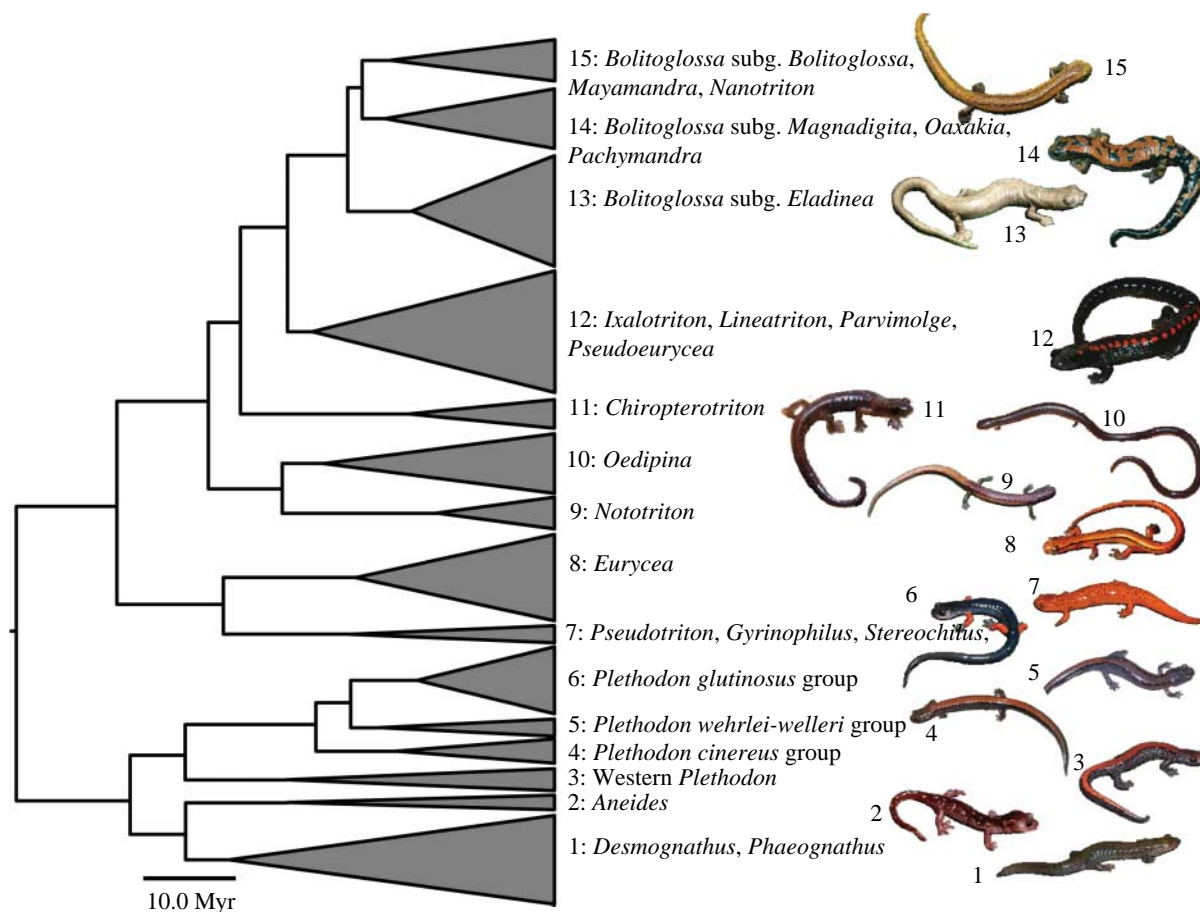 15: Bolitoglossa subg. Bolitoglossa,
Mayamandra, Nanotriton
15
14: Bolitoglossa subg. Magnadigita, Oaxakia,
Pachymandra
14
13: Bolitoglossa subg. Eladinea
13
12: Ixalotriton, Lineatriton, Parvimolge,
Pseudoeurycea
12
11: Chiropterotriton
11
10
10: Oedipina
9
9: Nototriton
8
8: Eurycea
7
6
7: Pseudotriton, Gyrinophilus, Stereochilus,
6: Plethodon glutinosus group
5
5: Plethodon wehrlei-welleri group
4
4: Plethodon cinereus group
3
3: Western Plethodon
2: Aneides
2
1: Desmognathus, Phaeognathus
1
10.0 Myr